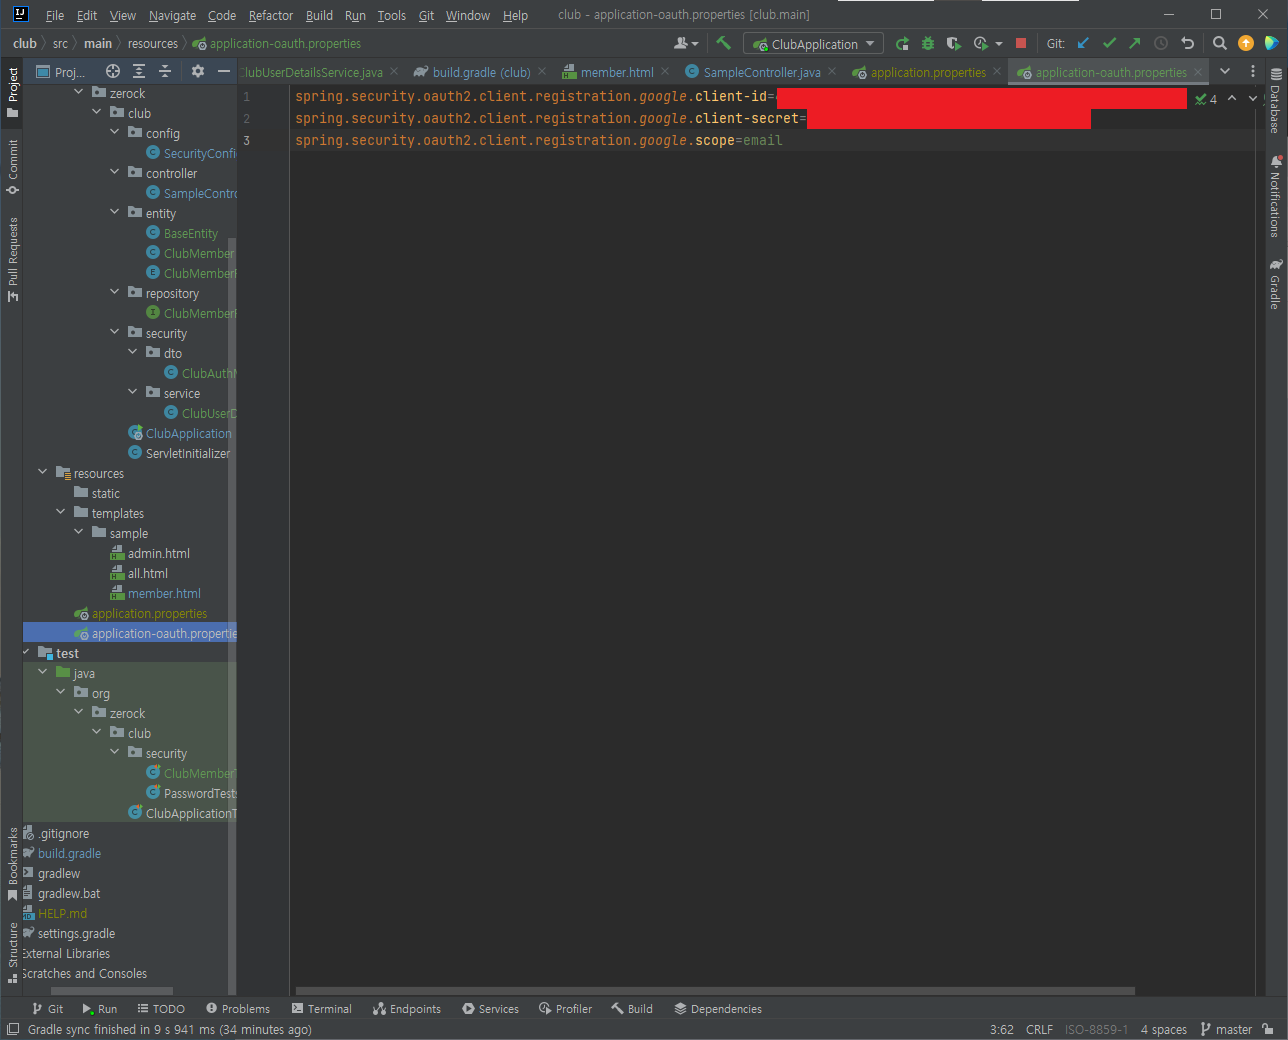 File Edit View Navigate Code Refactor Build Run Tools Git Window Help club - application-oauth.properties [club.main]
club src main resources application-oauth.properties ClubApplication Git:
Project Proj... ClubUserDetailsService.java build.gradle (club) member.html SampleController.java application.properties application-oauth.properties
1 spring.security.oauth2.client.registration.google.client-id= 4
2 spring.security.oauth2.client.registration.google.client-secret=
3 spring.security.oauth2.client.registration.google.scope=email
zerock
club
config
SecurityConfi
controller
SampleContro
entity
BaseEntity
ClubMember
ClubMemberR
repository
ClubMemberR
security
dto
ClubAuthM
service
ClubUserD
ClubApplication
ServletInitializer
resources
static
templates
sample
admin.html
all.html
member.html
application.properties
application-oauth.propertie
test
java
org
zerock
club
security
ClubMemberT
PasswordTests
ClubApplicationT
.gitignore
build.gradle
gradlew
gradlew.bat
HELP.md
settings.gradle
External Libraries
Scratches and Consoles
Commit
Pull Requests
Bookmarks
Structure
Database
Notifications
Gradle
Git Run TODO Problems Terminal Endpoints Services Profiler Build Dependencies
Gradle sync finished in 9 s 941 ms (34 minutes ago) 3:62 CRLF ISO-8859-1 4 spaces master